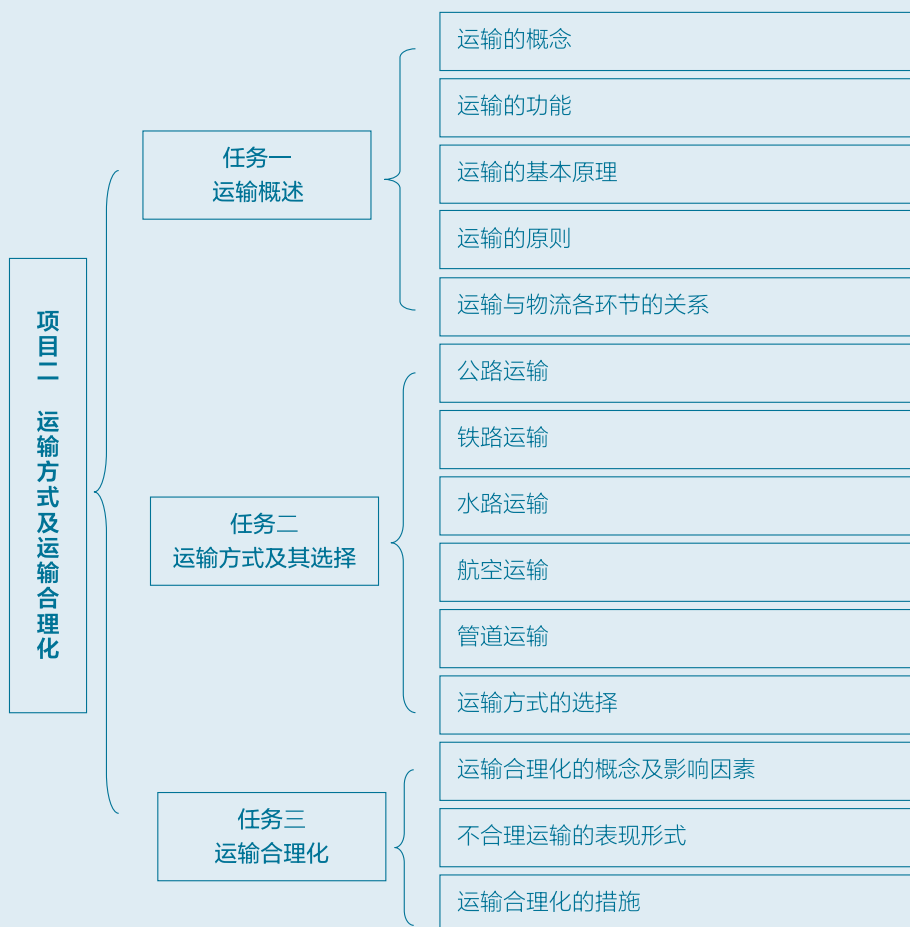 项目二 运输方式及运输合理化
任务一
运输概述
运输的概念
运输的功能
运输的基本原理
运输的原则
运输与物流各环节的关系
任务二
运输方式及其选择
公路运输
铁路运输
水路运输
航空运输
管道运输
运输方式的选择
任务三
运输合理化
运输合理化的概念及影响因素
不合理运输的表现形式
运输合理化的措施